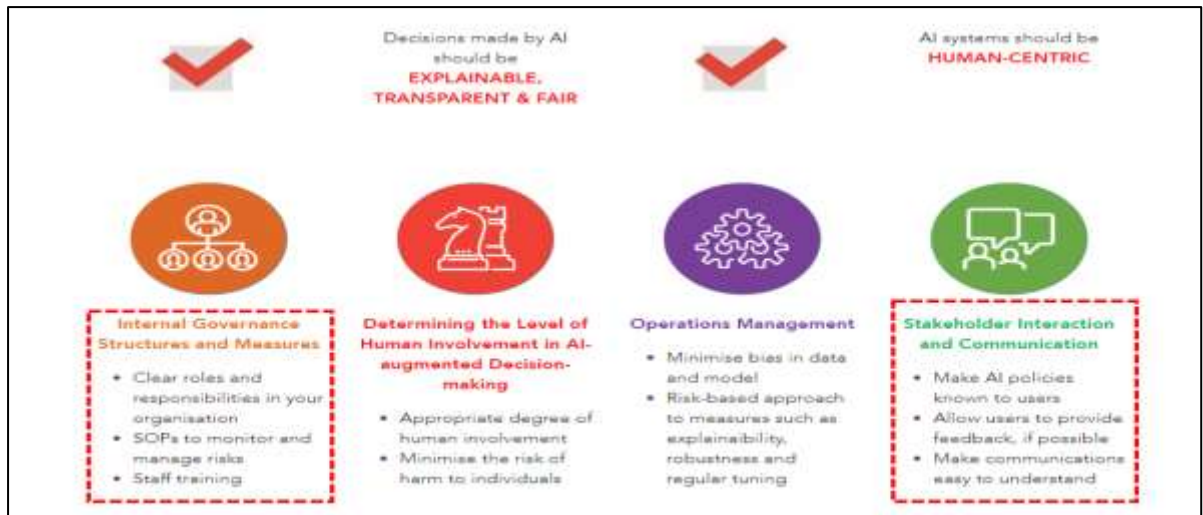 Decisions made by AI
should be
EXPLAINABLE,
TRANSPARENT & FAIR
AI systems should be
HUMAN-CENTRIC
Internal Governance
Structures and Measures
• Clear roles and
responsibilities in your
organisation
• SOPs to monitor and
manage risks
• Staff training
Determining the Level of
Human Involvement in AI-
augmented Decision-
making
• Appropriate degree of
human involvement
• Minimise the risk of
harm to individuals
Operations Management
• Minimise bias in data
and model
• Risk-based approach
to measures such as
explainibility,
robustness and
regular tuning
Stakeholder Interaction
and Communication
• Make AI policies
known to users
• Allow users to provide
feedback, if possible
• Make communications
easy to understand